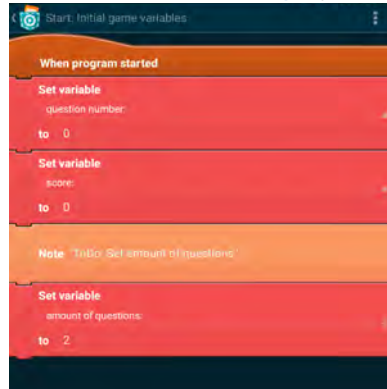 Start: Initial game variables
When program started
Set variable
question number:
to 0
Set variable
score:
to 0
Note 'ToDo: Set amount of questions'
Set variable
amount of questions:
to 2